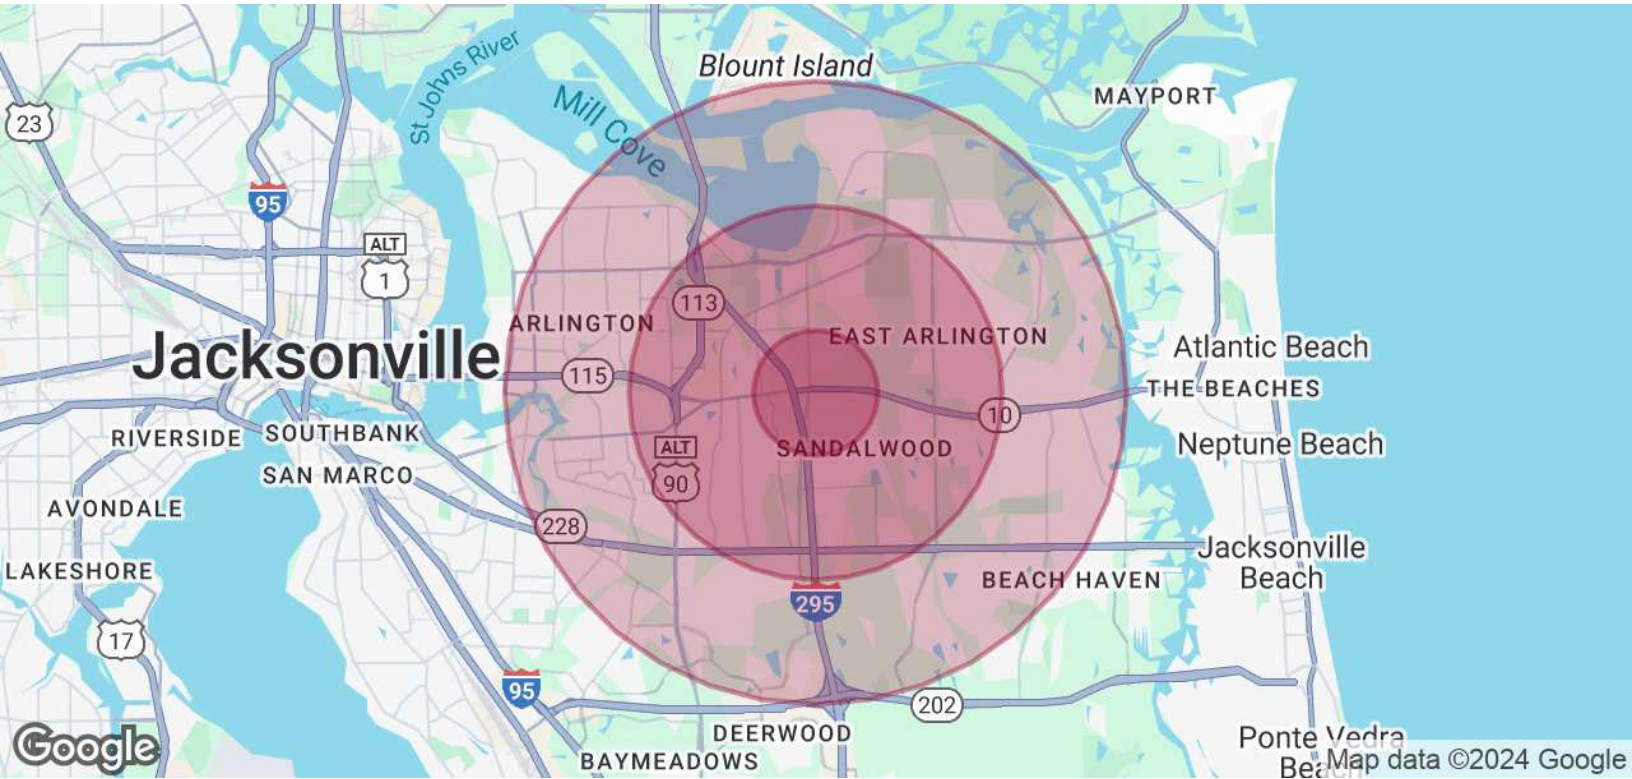 Blount Island
St Johns River
Mill Cove
MAYPORT
23
95
ALT
1
113
ARLINGTON
EAST ARLINGTON
Jacksonville
Atlantic Beach
115
THE BEACHES
10
RIVERSIDE
SOUTHBANK
SANDALWOOD
Neptune Beach
ALT
90
SAN MARCO
AVONDALE
228
Jacksonville
Beach
LAKESHORE
BEACH HAVEN
295
17
95
202
DEERWOOD
BAYMEADOWS
Ponte Vedra
Beach
Google
Map data ©2024 Google